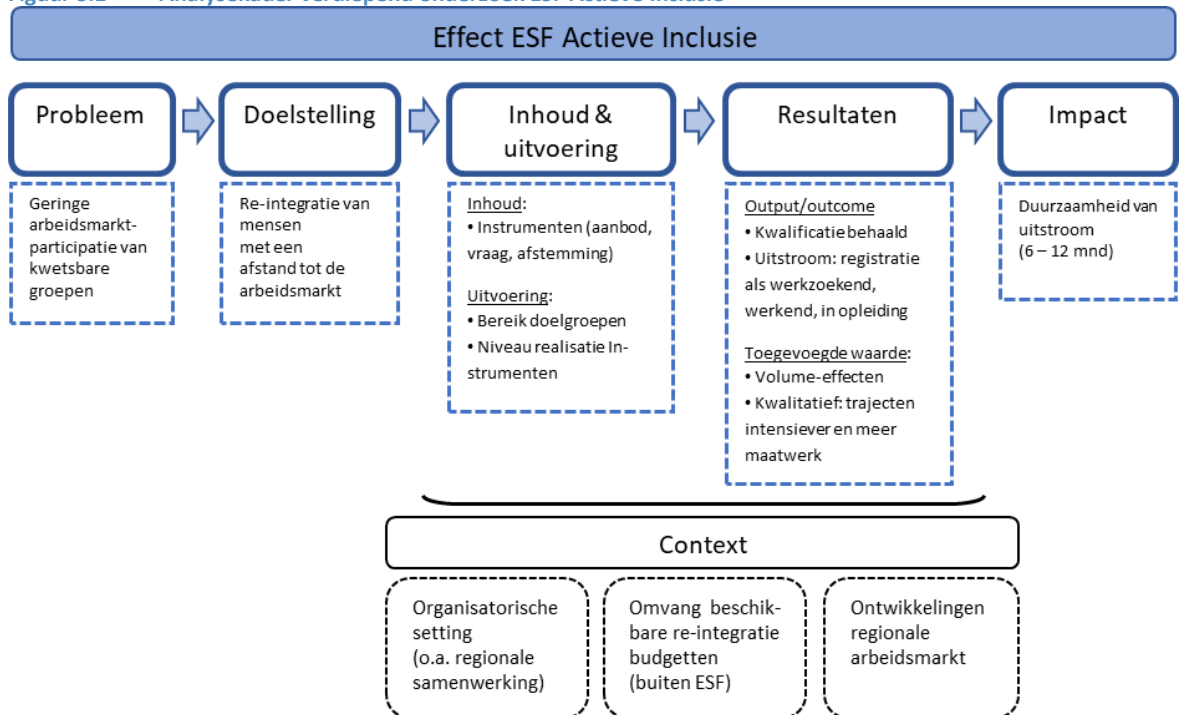 Effect ESF Actieve Inclusie
Probleem
Doelstelling
Inhoud &
uitvoering
Resultaten
Impact
Geringe
arbeidsmarkt-
participatie van
kwetsbare
groepen
Re-integratie van
mensen
met een
afstand tot de
arbeidsmarkt
Inhoud:
• Instrumenten (aanbod,
vraag, afstemming)
Uitvoering:
• Bereik doelgroepen
• Niveau realisatie In-
strumenten
Output/outcome
• Kwalificatie behaald
• Uitstroom: registratie
als werkzoekend,
werkend, in opleiding
Toegevoegde waarde:
• Volume-effecten
• Kwalitatief: trajecten
intensiever en meer
maatwerk
Duurzaamheid van
uitstroom
(6 – 12 mnd)
Context
Organisatorische
setting
(o.a. regionale
samenwerking)
Omvang beschik-
bare re-integratie
budgetten
(buiten ESF)
Ontwikkelingen
regionale
arbeidsmarkt